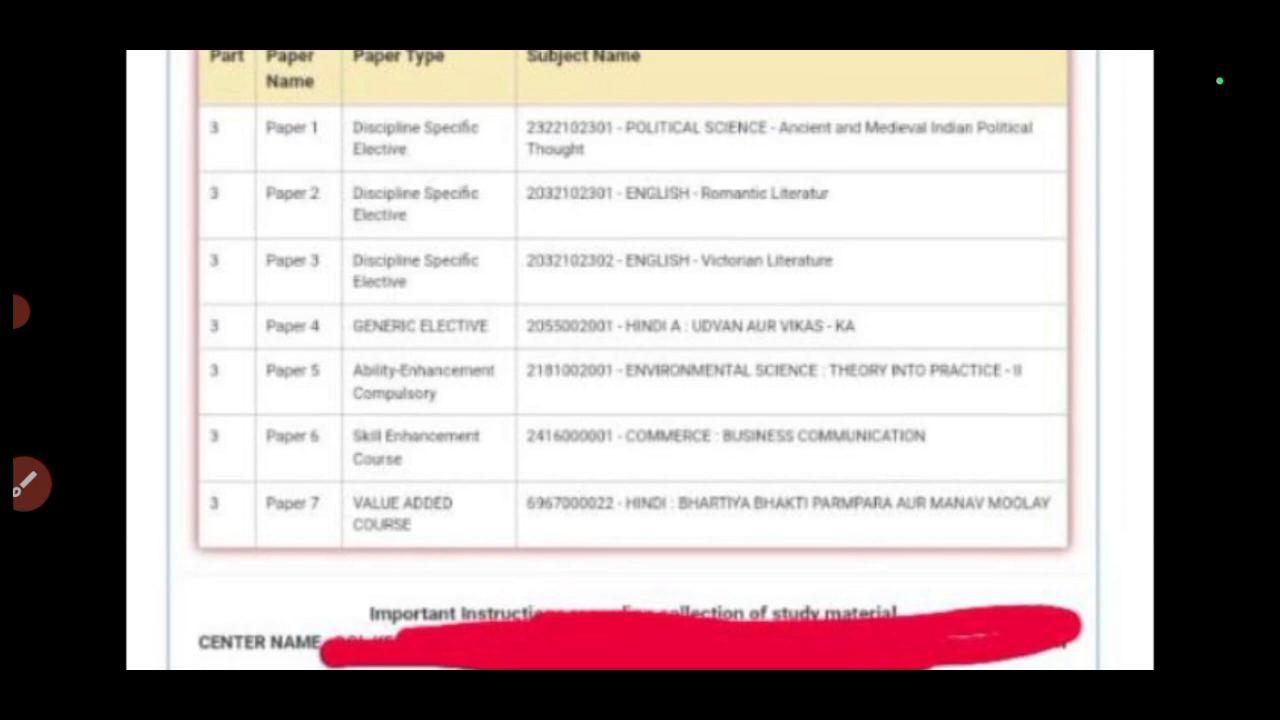 Part Paper Name Paper Type Subject Name
3 Paper 1 Discipline Specific Elective 2322102301 - POLITICAL SCIENCE - Ancient and Medieval Indian Political Thought
3 Paper 2 Discipline Specific Elective 2032102301 - ENGLISH - Romantic Literatur
3 Paper 3 Discipline Specific Elective 2032102302 - ENGLISH - Victorian Literature
3 Paper 4 GENERIC ELECTIVE 2055002001 - HINDI A : UDVAN AUR VIKAS - KA
3 Paper 5 Ability-Enhancement Compulsory 2181002001 - ENVIRONMENTAL SCIENCE : THEORY INTO PRACTICE - II
3 Paper 6 Skill Enhancement Course 2416000001 - COMMERCE : BUSINESS COMMUNICATION
3 Paper 7 VALUE ADDED COURSE 6967000022 - HINDI : BHARTIYA BHAKTI PARMPARA AUR MANAV MOOLAY
Important collection of study material
CENTER NAME